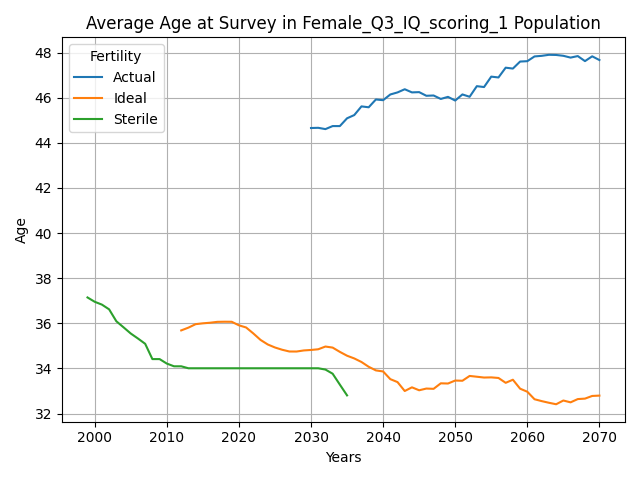 Average Age at Survey in Female_Q3_IQ_scoring_1 Population
Fertility
Actual
Ideal
Sterile
48
46
44
42
40
38
36
34
32
Age
2000 2010 2020 2030 2040 2050 2060 2070
Years